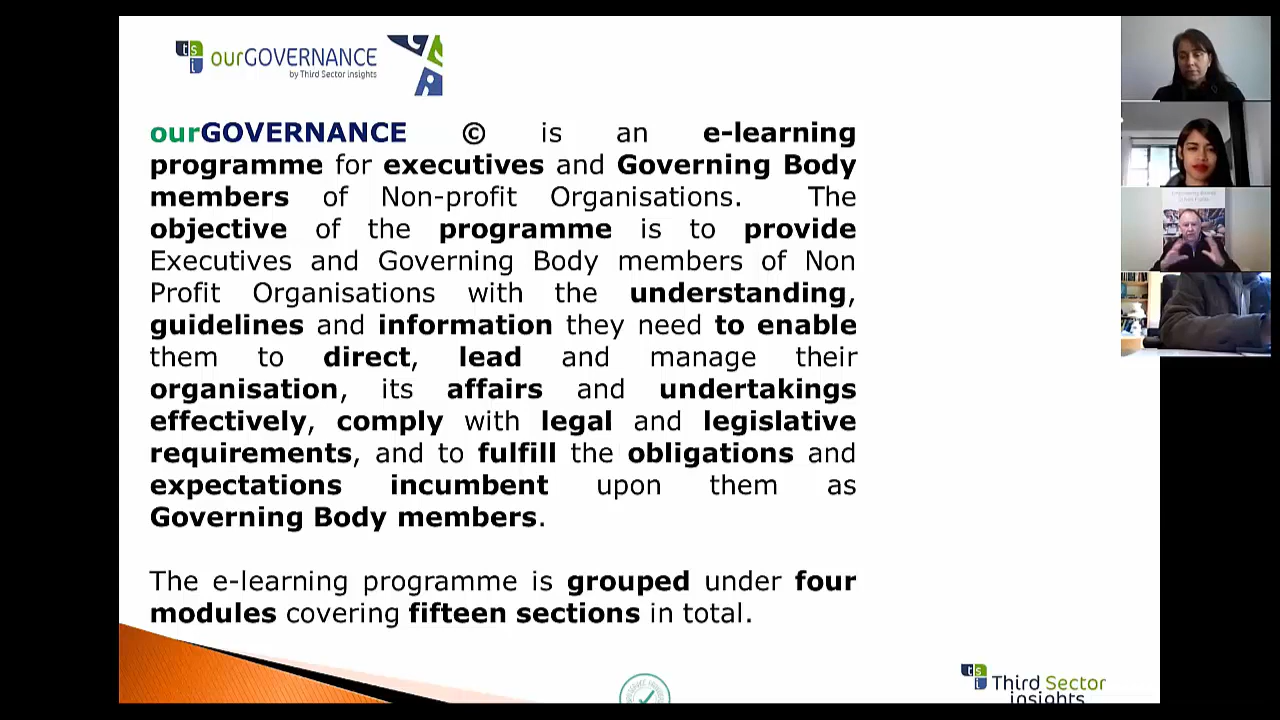 ts
i
ourGOVERNANCE
by Third Sector insights
ourGOVERNANCE © is an e-learning
programme for executives and Governing Body
members of Non-profit Organisations. The
objective of the programme is to provide
Executives and Governing Body members of Non
Profit Organisations with the understanding,
guidelines and information they need to enable
them to direct, lead and manage their
organisation, its affairs and undertakings
effectively, comply with legal and legislative
requirements, and to fulfill the obligations and
expectations incumbent upon them as
Governing Body members.
The e-learning programme is grouped under four
modules covering fifteen sections in total.
ts
i
Third Sector
insights